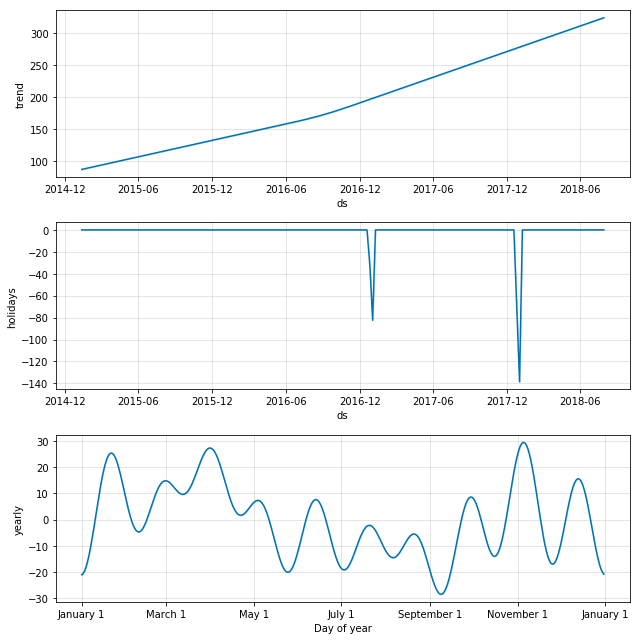 300
250
200
150
100
trend
2014-12 2015-06 2015-12 2016-06 2016-12 2017-06 2017-12 2018-06
ds
0
−20
−40
−60
−80
−100
−120
−140
holidays
2014-12 2015-06 2015-12 2016-06 2016-12 2017-06 2017-12 2018-06
ds
30
20
10
0
−10
−20
−30
yearly
January 1 March 1 May 1 July 1 September 1 November 1 January 1
Day of year